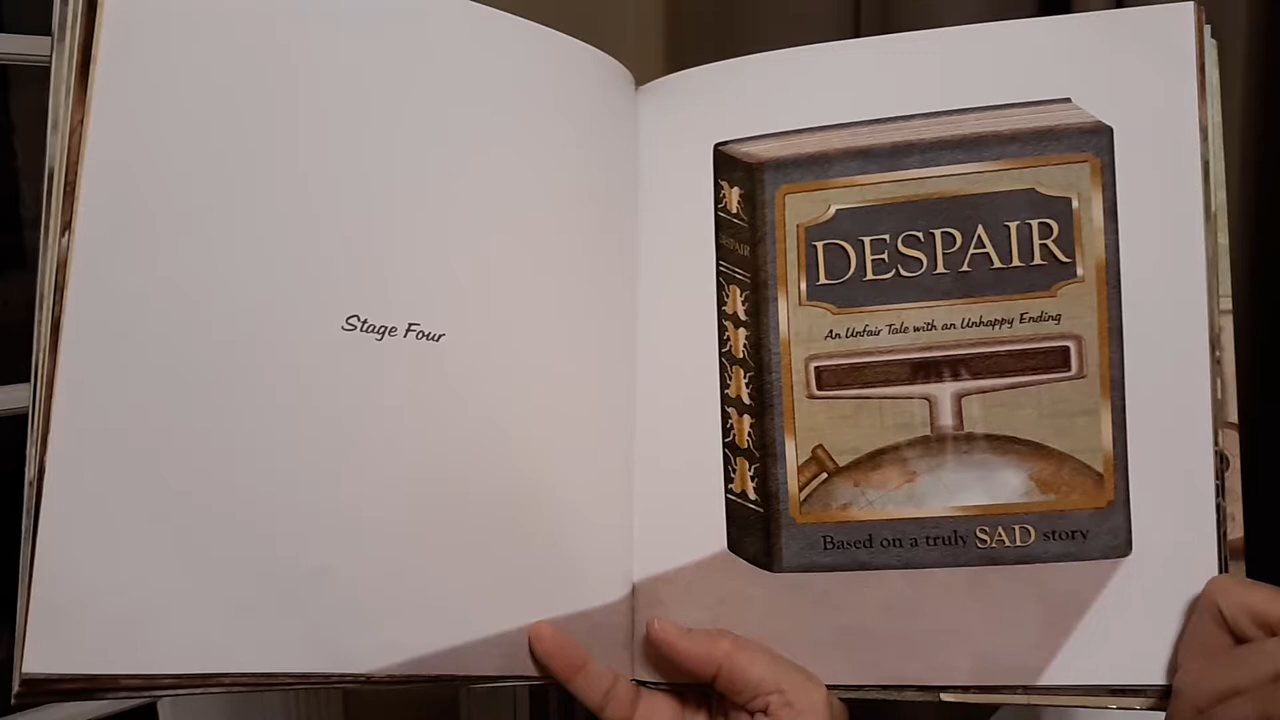 Stage Four
DESPAIR
DESPAIR
An Unfair Tale with an Unhappy Ending
Based on a truly SAD story